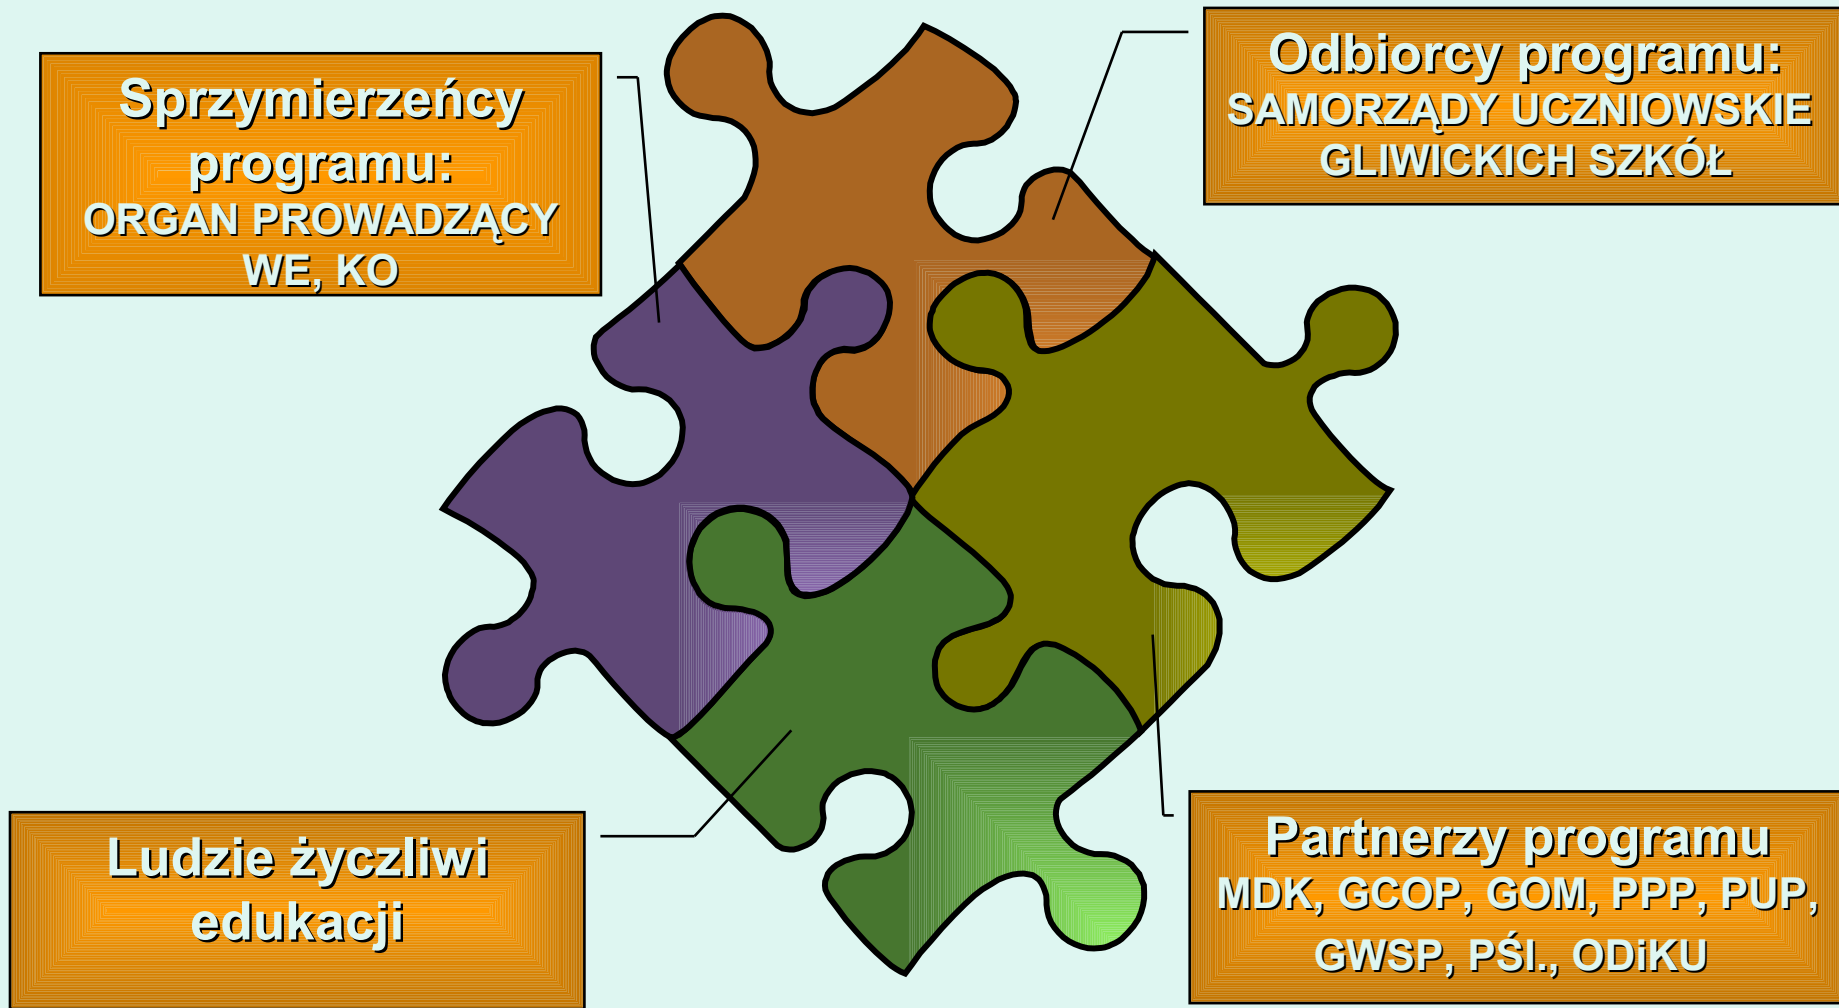 Sprzymierzeńcy
programu:
ORGAN PROWADZĄCY
WE, KO
Odbiorcy programu:
SAMORZĄDY UCZNIOWSKIE
GLIWICKICH SZKÓŁ
Ludzie życzliwi
edukacji
Partnerzy programu
MDK, GCOP, GOM, PPP, PUP,
GWSP, PŚl., ODiKU